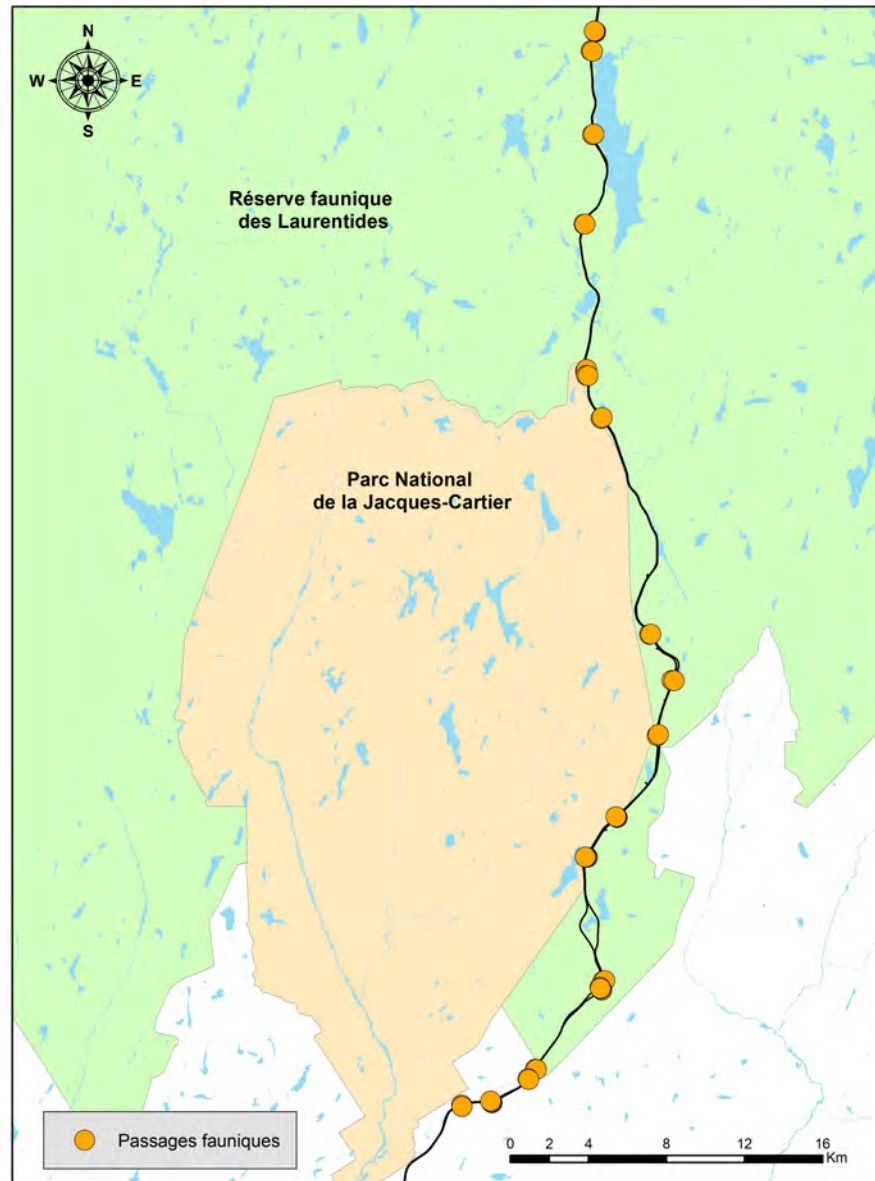 N
W E
S
Réserve faunique
des Laurentides
Parc National
de la Jacques-Cartier
Passages fauniques
0 2 4 8 12 16
Km